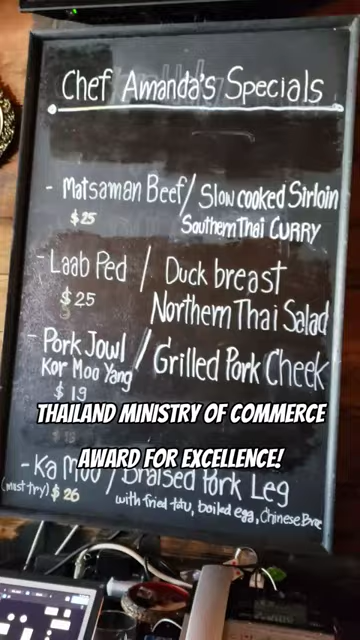 Chef Amanda's Specials
- Matsaman Beef / Slow cooked Sirloin
$25 Southern Thai CURRY
- Laab Ped / Duck breast
$25 Northern Thai Salad
- Pork Jowl / Grilled Pork Cheek
Kor Moo Yang
$19
THAILAND MINISTRY OF COMMERCE
AWARD FOR EXCELLENCE!
- Ka Moo / Braised Pork Leg
(must try) $26 with fried tofu, boiled egg, Chinese